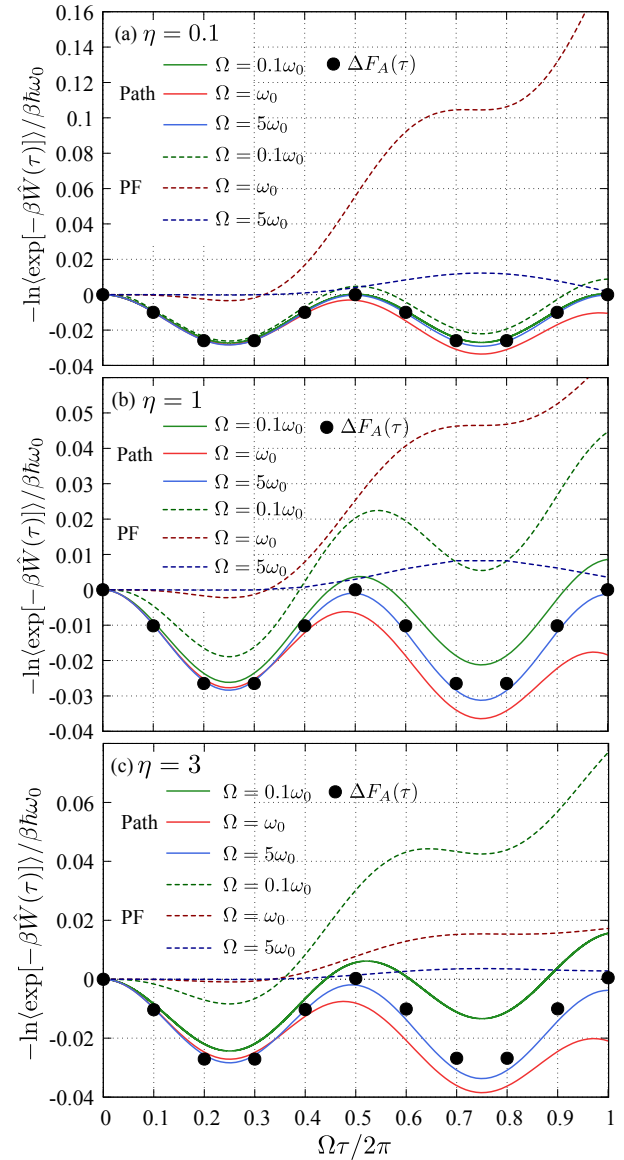 (a) η = 0.1
Path
Ω = 0.1ω₀
Ω = ω₀
Ω = 5ω₀
PF
Ω = 0.1ω₀
Ω = ω₀
Ω = 5ω₀
ΔF_A(τ)
−ln⟨exp[−βŴ(τ)]⟩/βħω₀
0.16
0.14
0.12
0.1
0.08
0.06
0.04
0.02
0
-0.02
-0.04
(b) η = 1
Path
Ω = 0.1ω₀
Ω = ω₀
Ω = 5ω₀
PF
Ω = 0.1ω₀
Ω = ω₀
Ω = 5ω₀
ΔF_A(τ)
−ln⟨exp[−βŴ(τ)]⟩/βħω₀
0.05
0.04
0.03
0.02
0.01
0
-0.01
-0.02
-0.03
-0.04
(c) η = 3
Path
Ω = 0.1ω₀
Ω = ω₀
Ω = 5ω₀
PF
Ω = 0.1ω₀
Ω = ω₀
Ω = 5ω₀
ΔF_A(τ)
−ln⟨exp[−βŴ(τ)]⟩/βħω₀
0.06
0.04
0.02
0
-0.02
-0.04
0 0.1 0.2 0.3 0.4 0.5 0.6 0.7 0.8 0.9 1
Ωτ/2π